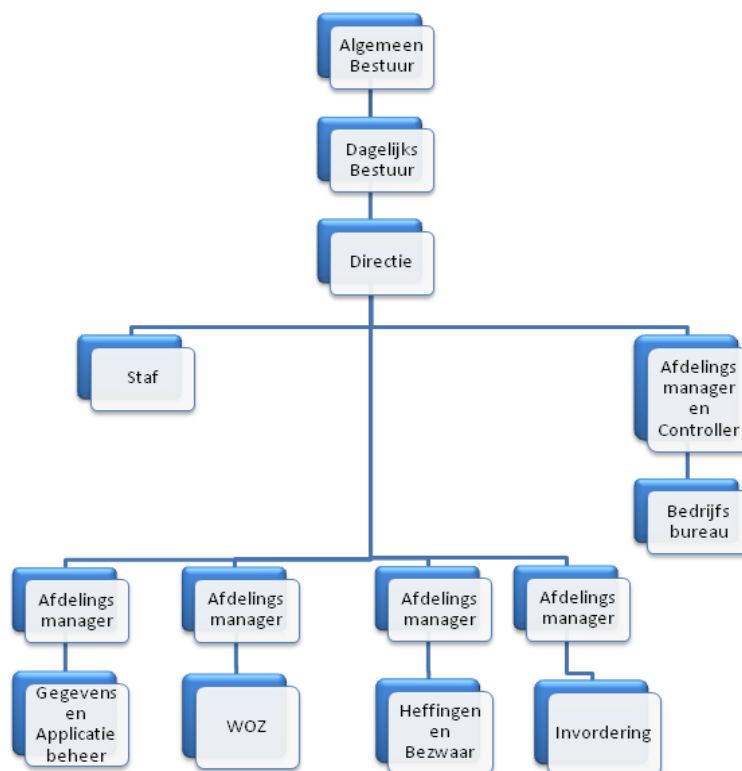 Algemeen
Bestuur
Dagelijks
Bestuur
Directie
Staf
Afdelings
manager
en
Controller
Bedrijfs
bureau
Afdelings
manager
Afdelings
manager
Afdelings
manager
Afdelings
manager
Gegevens
en
Applicatie
beheer
WOZ
Heffingen
en
Bezwaar
Invordering